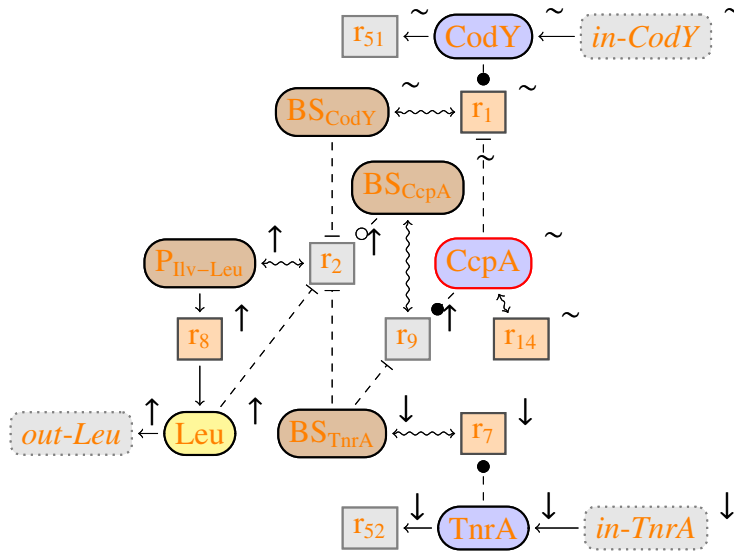 r51 CodY in-CodY ~
~ ~
BSCodY ~ r1 ~
BSCcpA ~
PIlv−Leu ↑ r2 ↑ CcpA ~
r8 ↑ r9 ↑ r14 ~
out-Leu ↑ Leu ↑ BSTnrA ↓ r7 ↓
r52 ↓ TnrA ↓ in-TnrA ↓